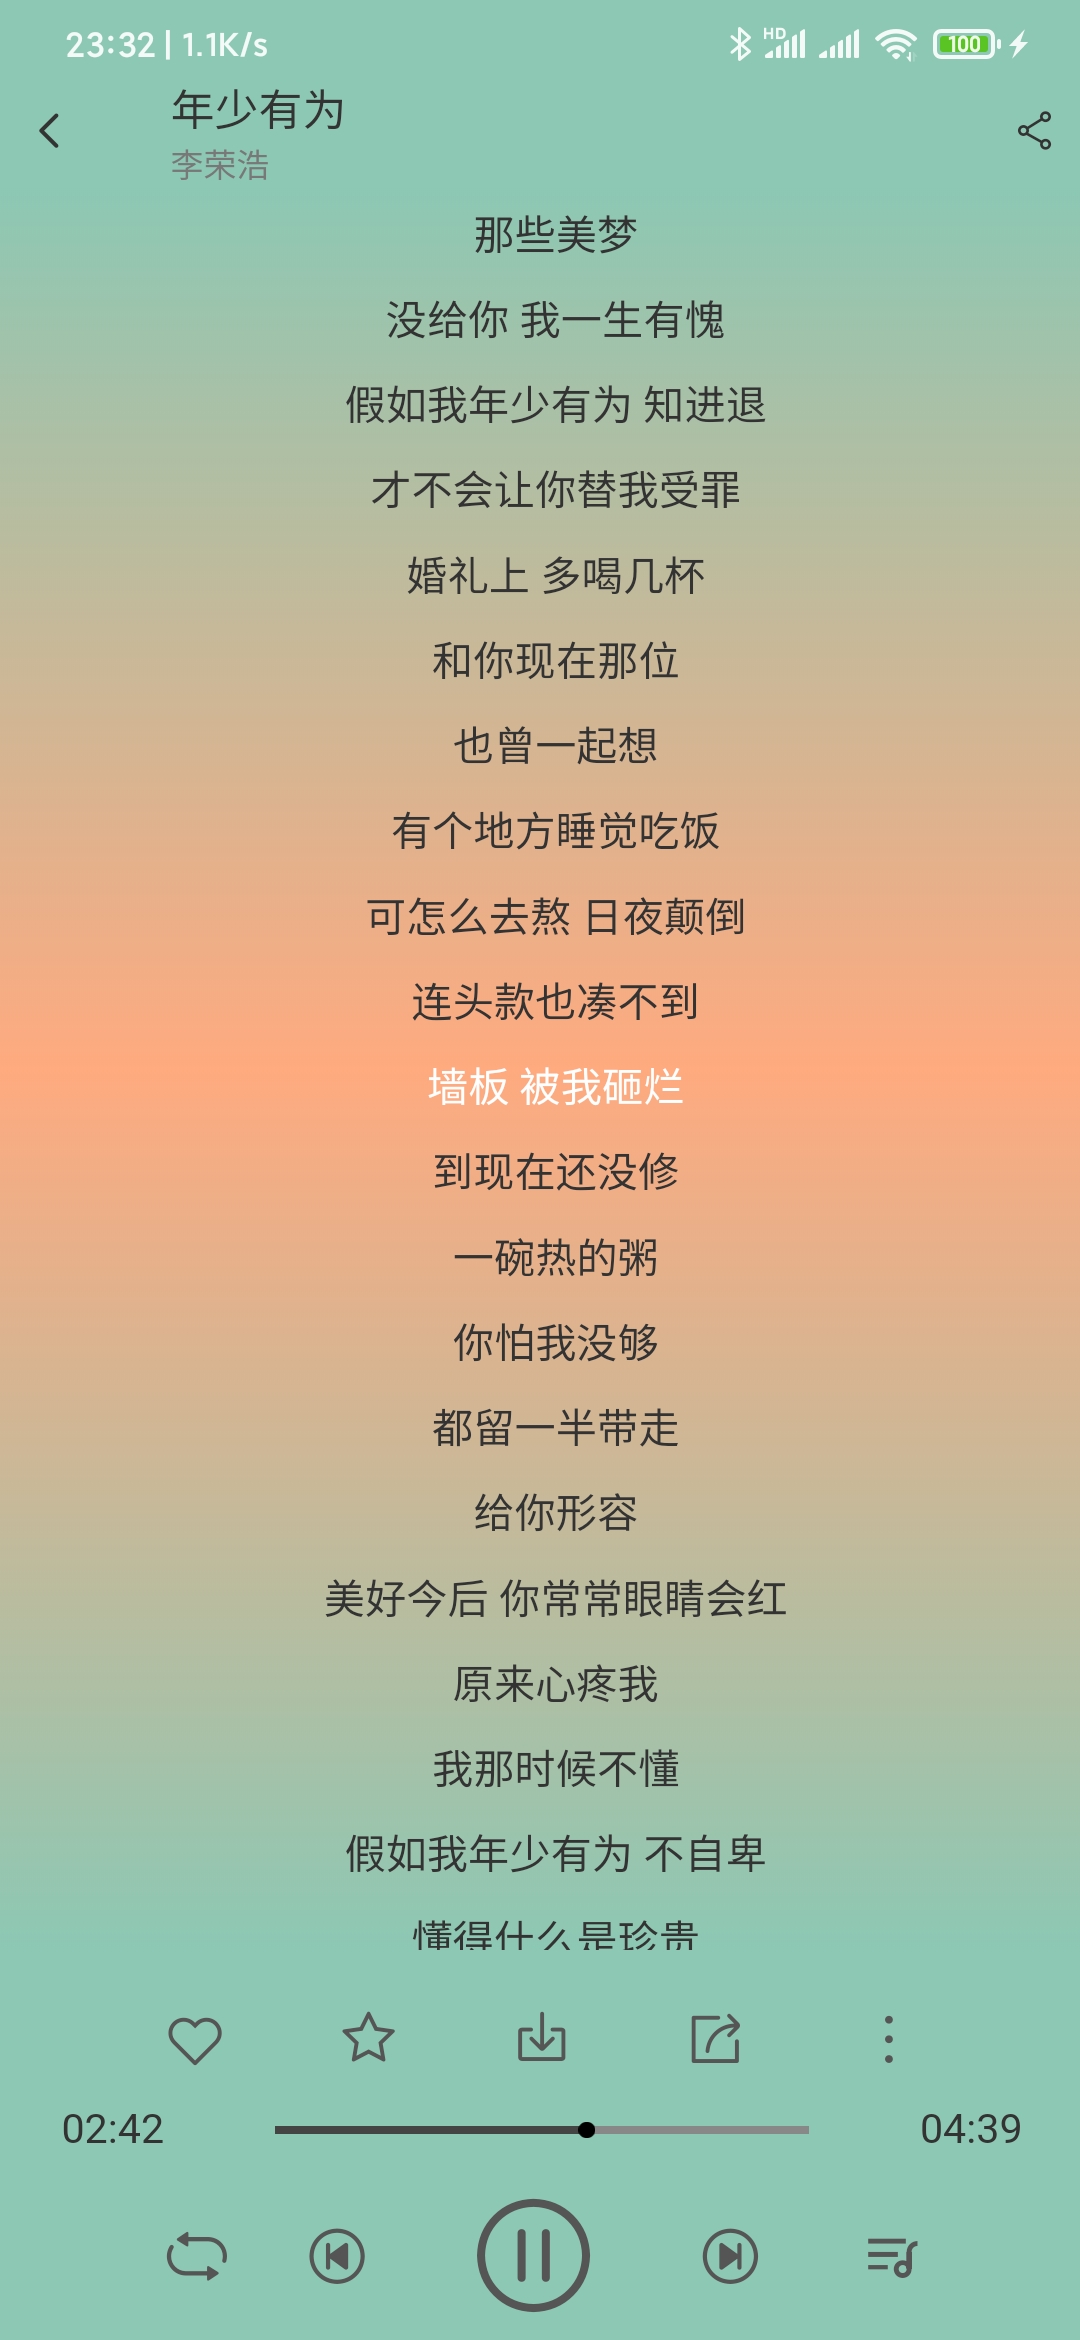 23:32 | 1.1K/s HD 100
年少有为
李荣浩
那些美梦
没给你 我一生有愧
假如我年少有为 知进退
才不会让你替我受罪
婚礼上 多喝几杯
和你现在那位
也曾一起想
有个地方睡觉吃饭
可怎么去熬 日夜颠倒
连头款也凑不到
墙板 被我砸烂
到现在还没修
一碗热的粥
你怕我没够
都留一半带走
给你形容
美好今后 你常常眼睛会红
原来心疼我
我那时候不懂
假如我年少有为 不自卑
懂得什么是珍贵
02:42 04:39